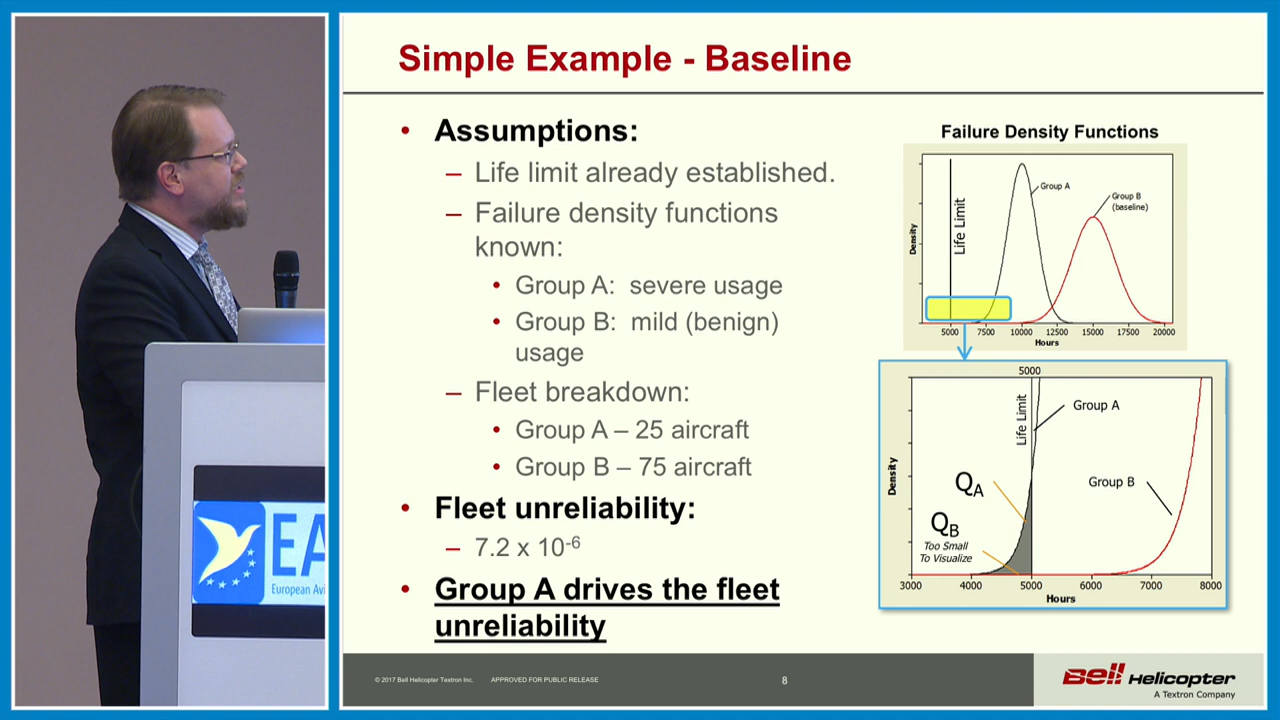 Simple Example - Baseline
• Assumptions:
– Life limit already established.
– Failure density functions
known:
• Group A: severe usage
• Group B: mild (benign)
usage
– Fleet breakdown:
• Group A – 25 aircraft
• Group B – 75 aircraft
• Fleet unreliability:
– 7.2 x 10-6
• Group A drives the fleet
unreliability
Failure Density Functions
Density
Life Limit
Group A
Group B
(baseline)
5000 7500 10000 12500 15000 17500 20000
Hours
5000
Density
Life Limit
Group A
Group B
QA
QB
Too Small
To Visualize
3000 4000 5000 6000 7000 8000
Hours
EA
European Avi
© 2017 Bell Helicopter Textron Inc. APPROVED FOR PUBLIC RELEASE
8
Bell Helicopter
A Textron Company